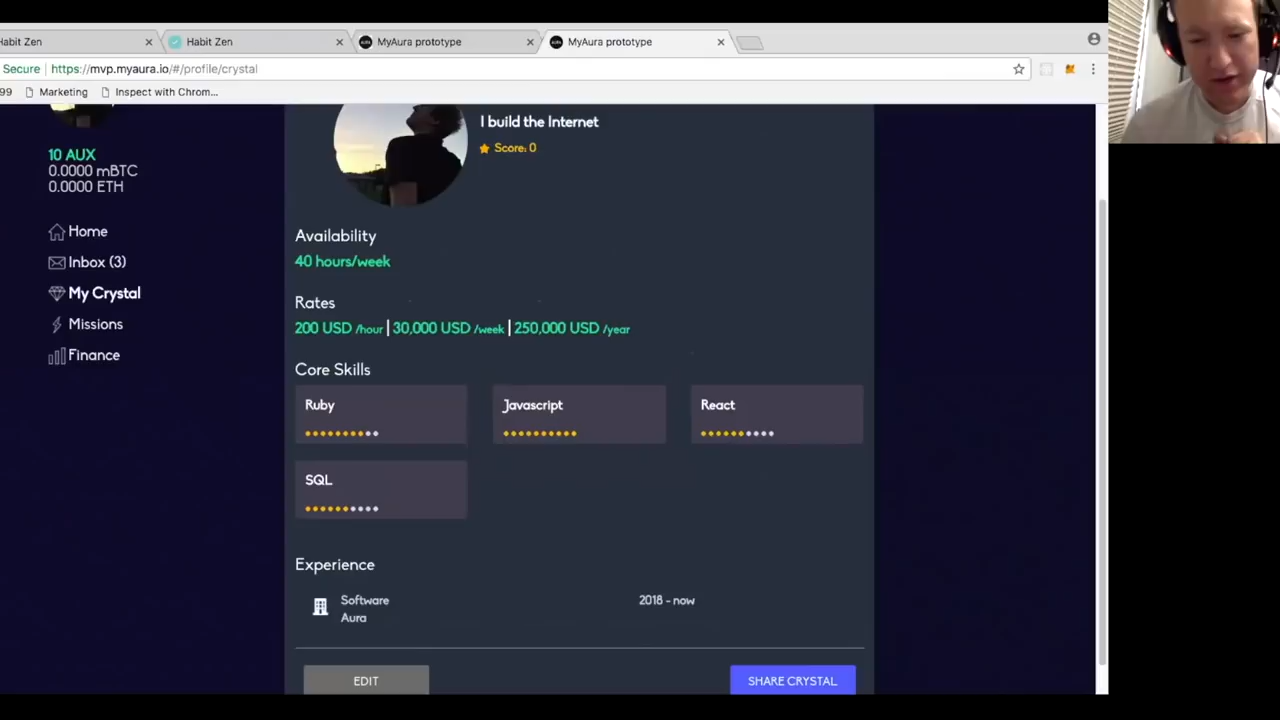 Habit Zen
Habit Zen
MyAura prototype
MyAura prototype
Secure
https://mvp.myaura.io/#/profile/crystal
99
Marketing
Inspect with Chrom...
10 AUX
0.0000 mBTC
0.0000 ETH
Home
Inbox (3)
My Crystal
Missions
Finance
I build the Internet
Score: 0
Availability
40 hours/week
Rates
200 USD /hour | 30,000 USD /week | 250,000 USD /year
Core Skills
Ruby
Javascript
React
SQL
Experience
Software
2018 - now
Aura
EDIT
SHARE CRYSTAL